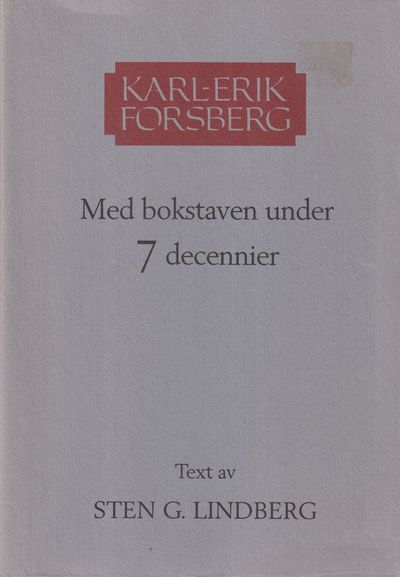 KARL-ERIK
FORSBERG
Med bokstaven under
7 decennier
Text av
STEN G. LINDBERG